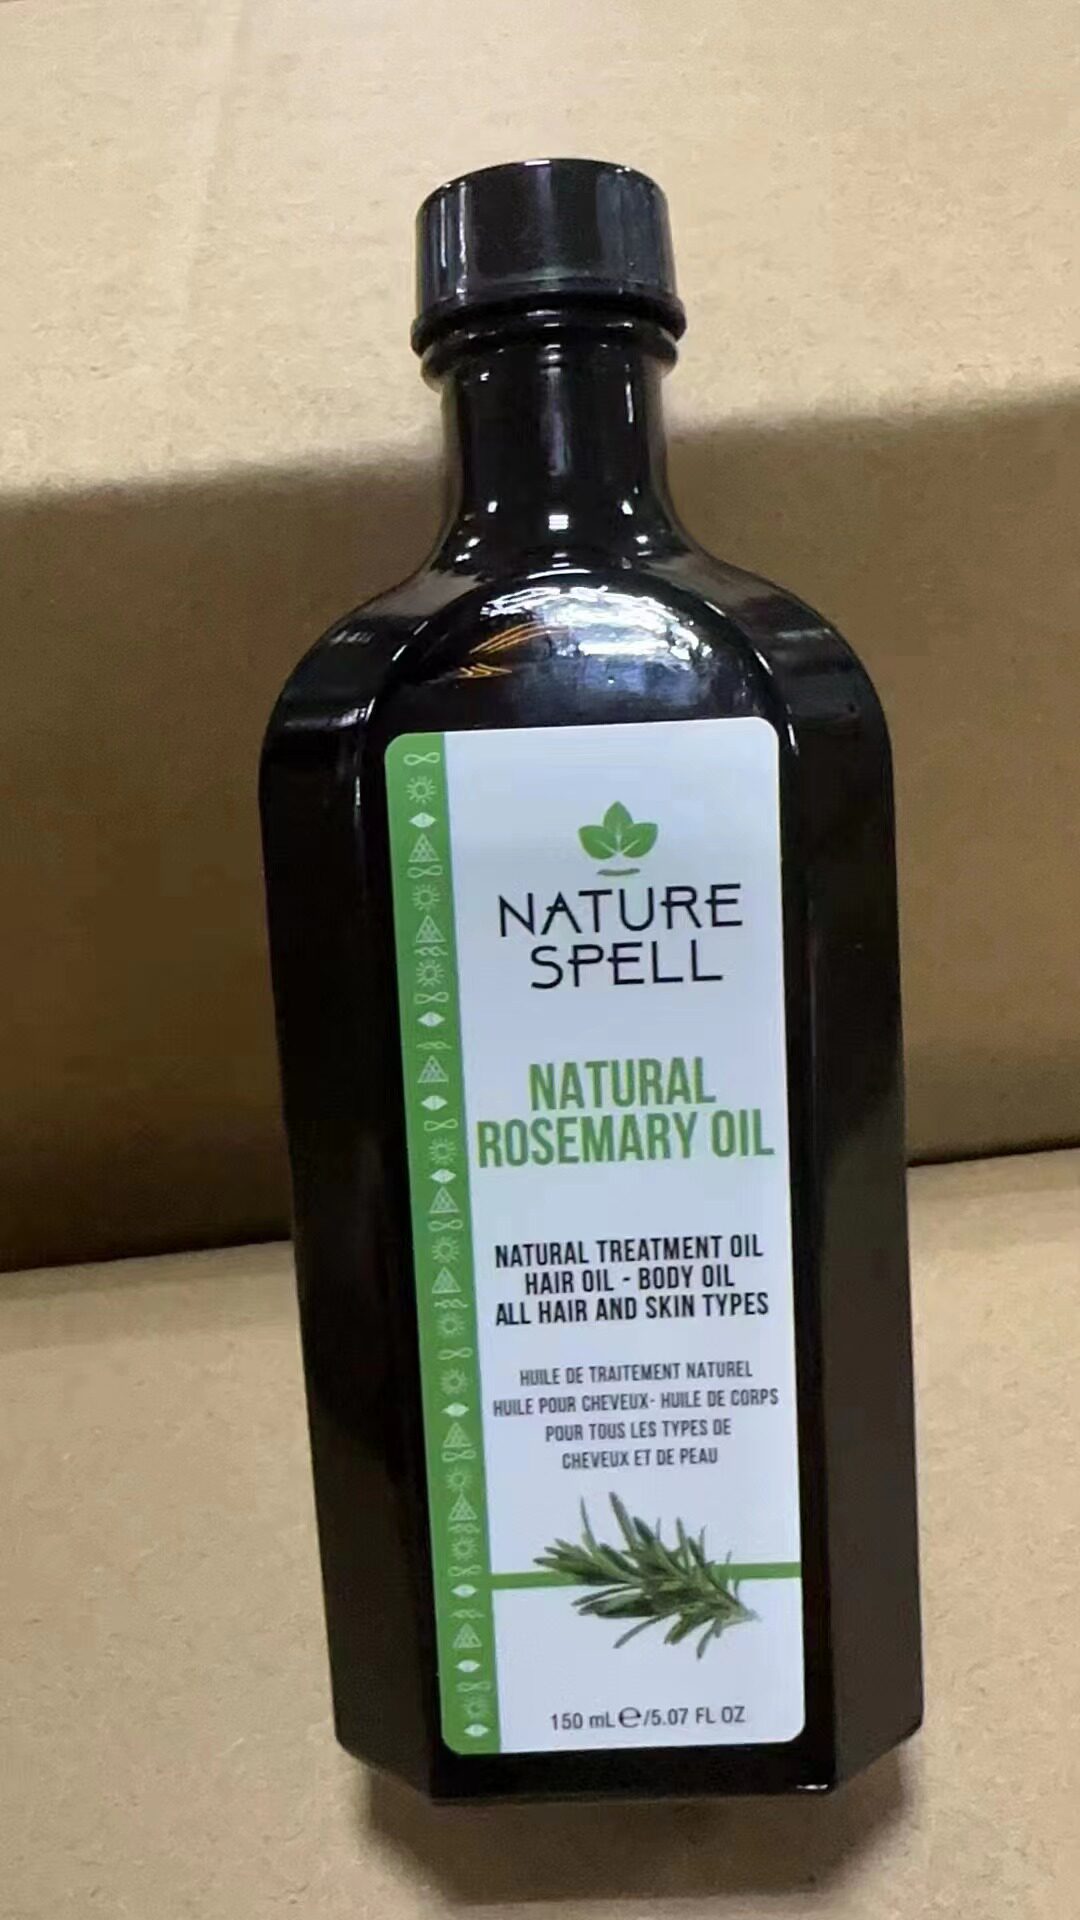 NATURE
SPELL
NATURAL
ROSEMARY OIL
NATURAL TREATMENT OIL
HAIR OIL - BODY OIL
ALL HAIR AND SKIN TYPES
HUILE DE TRAITEMENT NATUREL
HUILE POUR CHEVEUX- HUILE DE CORPS
POUR TOUS LES TYPES DE
CHEVEUX ET DE PEAU
150 mL℮/5.07 FL OZ